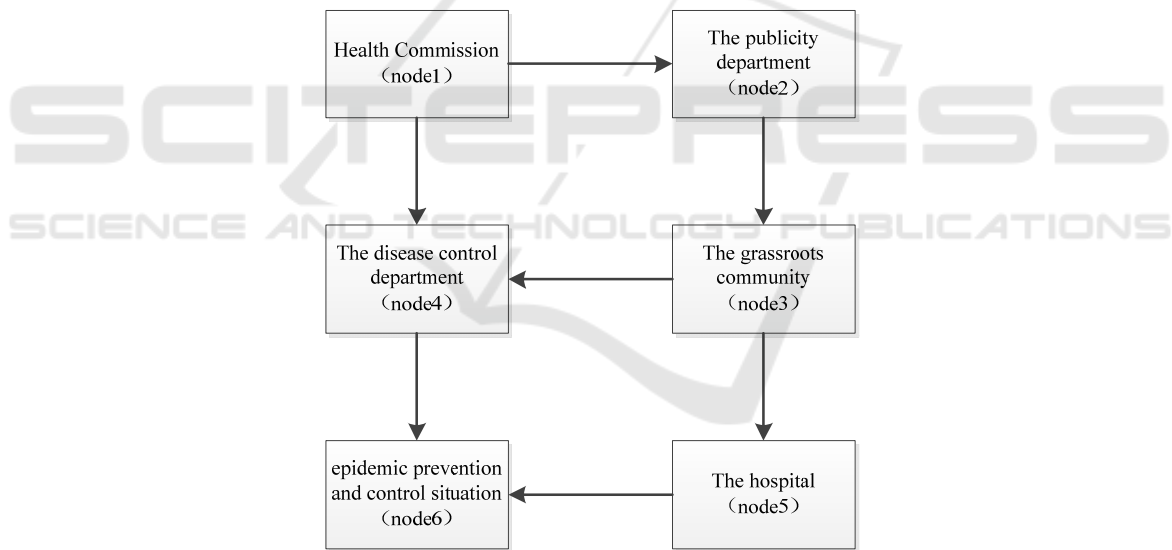 Health Commission
（node1）
The publicity
department
（node2）
SCITEPRESS
SCIENCE AND TECHNOLOGY PUBLICATIONS
The disease control
department
（node4）
The grassroots
community
（node3）
epidemic prevention
and control situation
（node6）
The hospital
（node5）